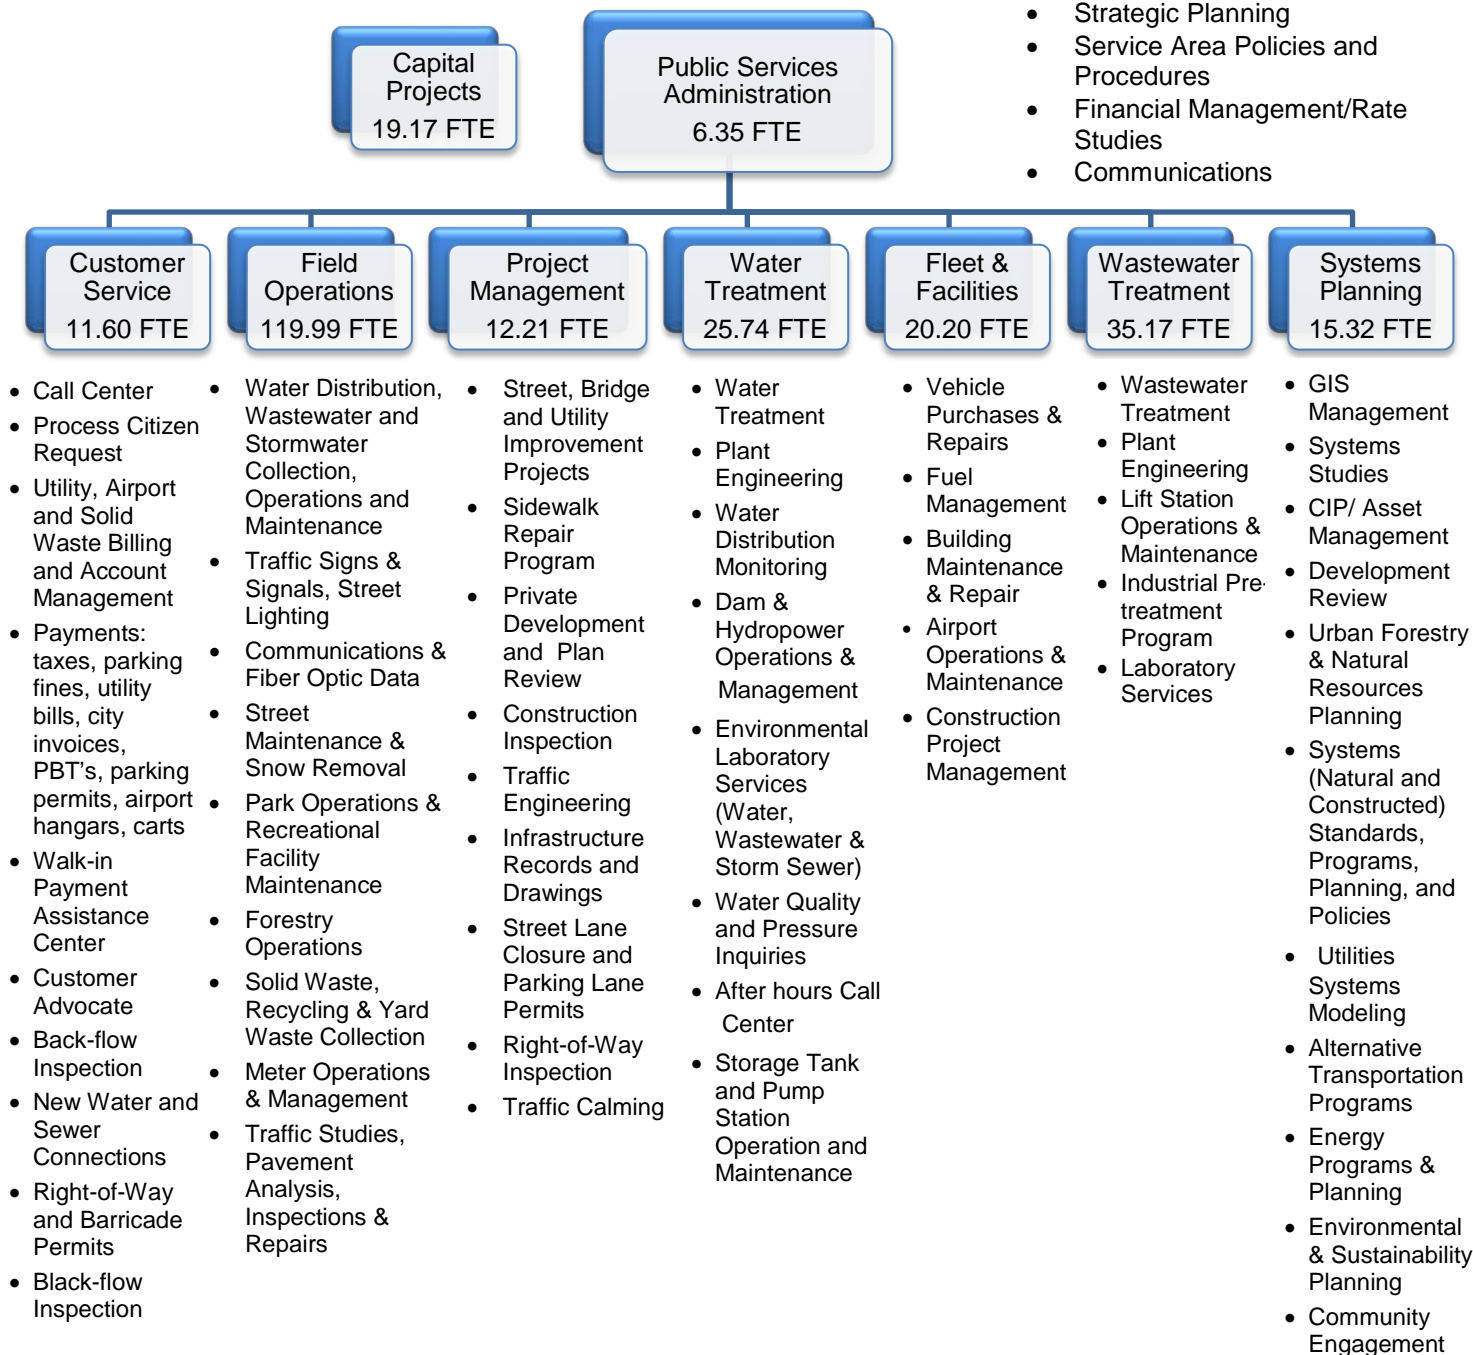 Capital
Projects
19.17 FTE
Public Services
Administration
6.35 FTE
• Strategic Planning
• Service Area Policies and
Procedures
• Financial Management/Rate
Studies
• Communications
Customer
Service
11.60 FTE
Field
Operations
119.99 FTE
Project
Management
12.21 FTE
Water
Treatment
25.74 FTE
Fleet &
Facilities
20.20 FTE
Wastewater
Treatment
35.17 FTE
Systems
Planning
15.32 FTE
• Call Center
• Process Citizen
Request
• Utility, Airport
and Solid
Waste Billing
and Account
Management
• Payments:
taxes, parking
fines, utility
bills, city
invoices,
PBT's, parking
permits, airport
hangars, carts
• Walk-in
Payment
Assistance
Center
• Customer
Advocate
• Back-flow
Inspection
• New Water and
Sewer
Connections
• Right-of-Way
and Barricade
Permits
• Black-flow
Inspection
• Water Distribution,
Wastewater and
Stormwater
Collection,
Operations and
Maintenance
• Traffic Signs &
Signals, Street
Lighting
• Communications &
Fiber Optic Data
• Street
Maintenance &
Snow Removal
• Park Operations &
Recreational
Facility
Maintenance
• Forestry
Operations
• Solid Waste,
Recycling & Yard
Waste Collection
• Meter Operations
& Management
• Traffic Studies,
Pavement
Analysis,
Inspections &
Repairs
• Street, Bridge
and Utility
Improvement
Projects
• Sidewalk
Repair
Program
• Private
Development
and Plan
Review
• Construction
Inspection
• Traffic
Engineering
• Infrastructure
Records and
Drawings
• Street Lane
Closure and
Parking Lane
Permits
• Right-of-Way
Inspection
• Traffic Calming
• Water
Treatment
• Plant
Engineering
• Water
Distribution
Monitoring
• Dam &
Hydropower
Operations &
Management
• Environmental
Laboratory
Services
(Water,
Wastewater &
Storm Sewer)
• Water Quality
and Pressure
Inquiries
• After hours Call
Center
• Storage Tank
and Pump
Station
Operation and
Maintenance
• Vehicle
Purchases &
Repairs
• Fuel
Management
• Building
Maintenance
& Repair
• Airport
Operations &
Maintenance
• Construction
Project
Management
• Wastewater
Treatment
• Plant
Engineering
• Lift Station
Operations &
Maintenance
• Industrial Pre-
treatment
Program
• Laboratory
Services
• GIS
Management
• Systems
Studies
• CIP/ Asset
Management
• Development
Review
• Urban Forestry
& Natural
Resources
Planning
• Systems
(Natural and
Constructed)
Standards,
Programs,
Planning, and
Policies
• Utilities
Systems
Modeling
• Alternative
Transportation
Programs
• Energy
Programs &
Planning
• Environmental
& Sustainability
Planning
• Community
Engagement